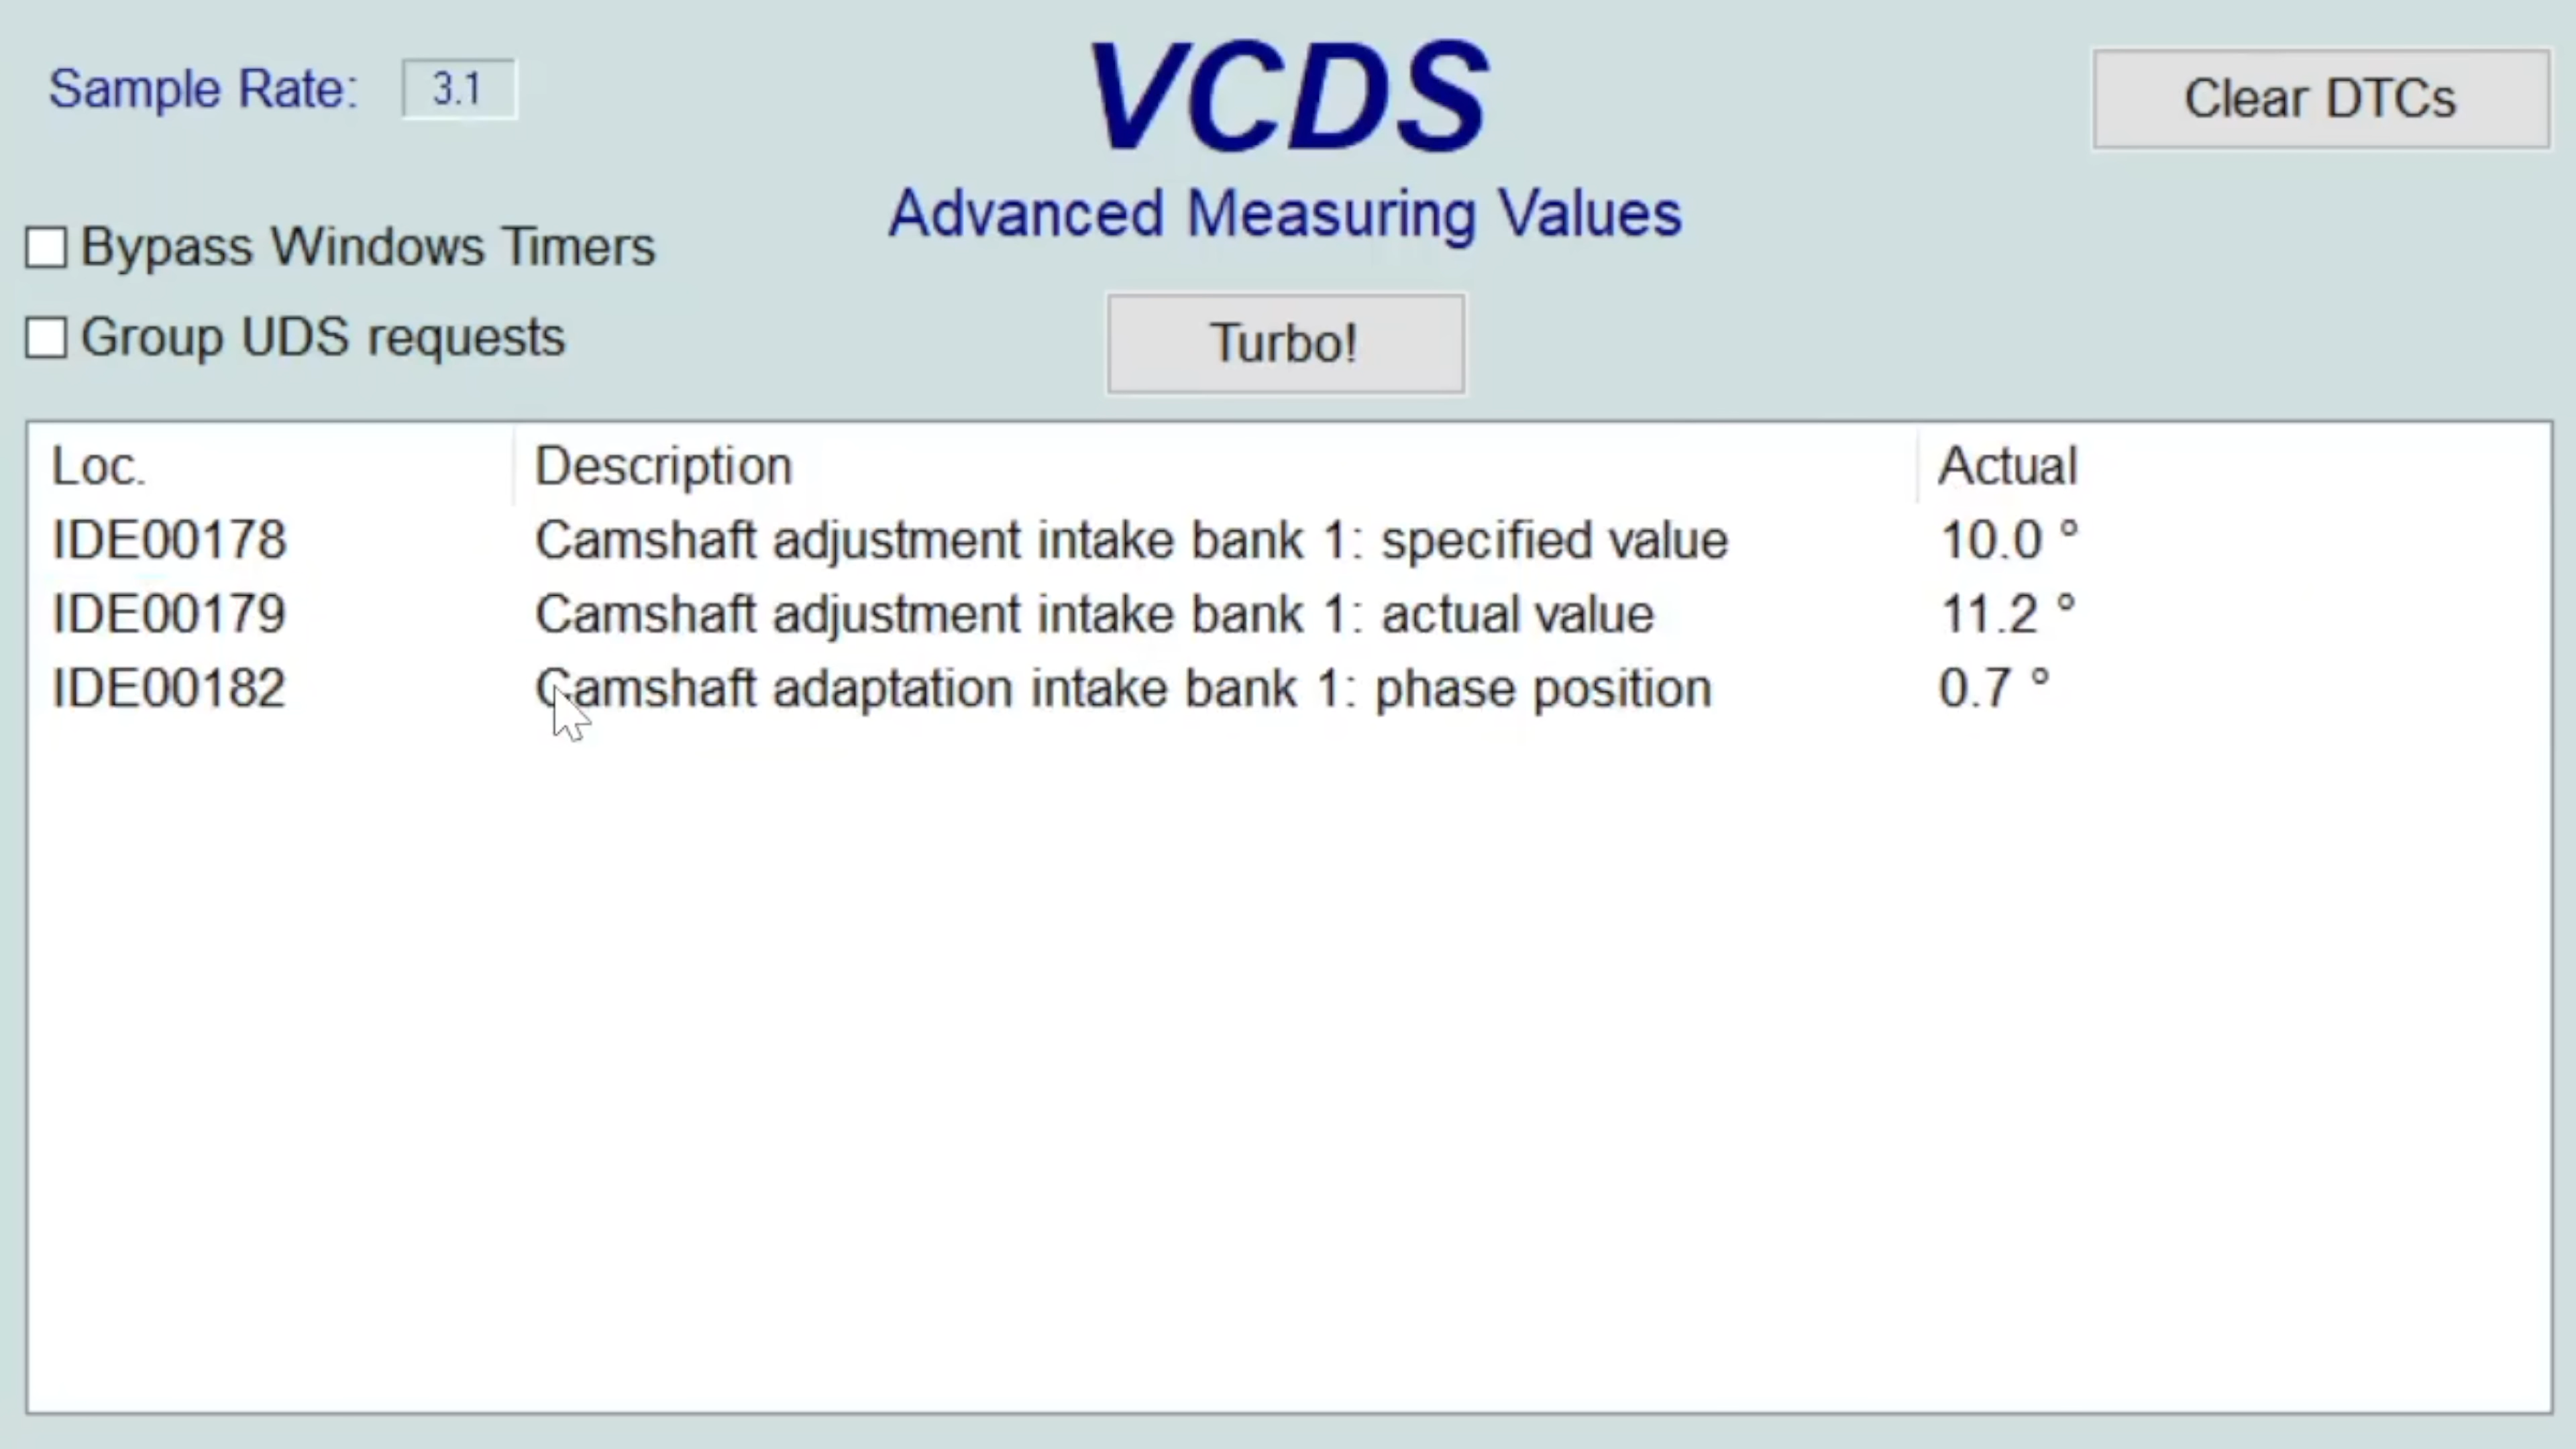 VCDS
Sample Rate: 3.1
Clear DTCs
Advanced Measuring Values
Bypass Windows Timers
Group UDS requests
Turbo!
Loc. Description Actual
IDE00178 Camshaft adjustment intake bank 1: specified value 10.0 °
IDE00179 Camshaft adjustment intake bank 1: actual value 11.2 °
IDE00182 Camshaft adaptation intake bank 1: phase position 0.7 °